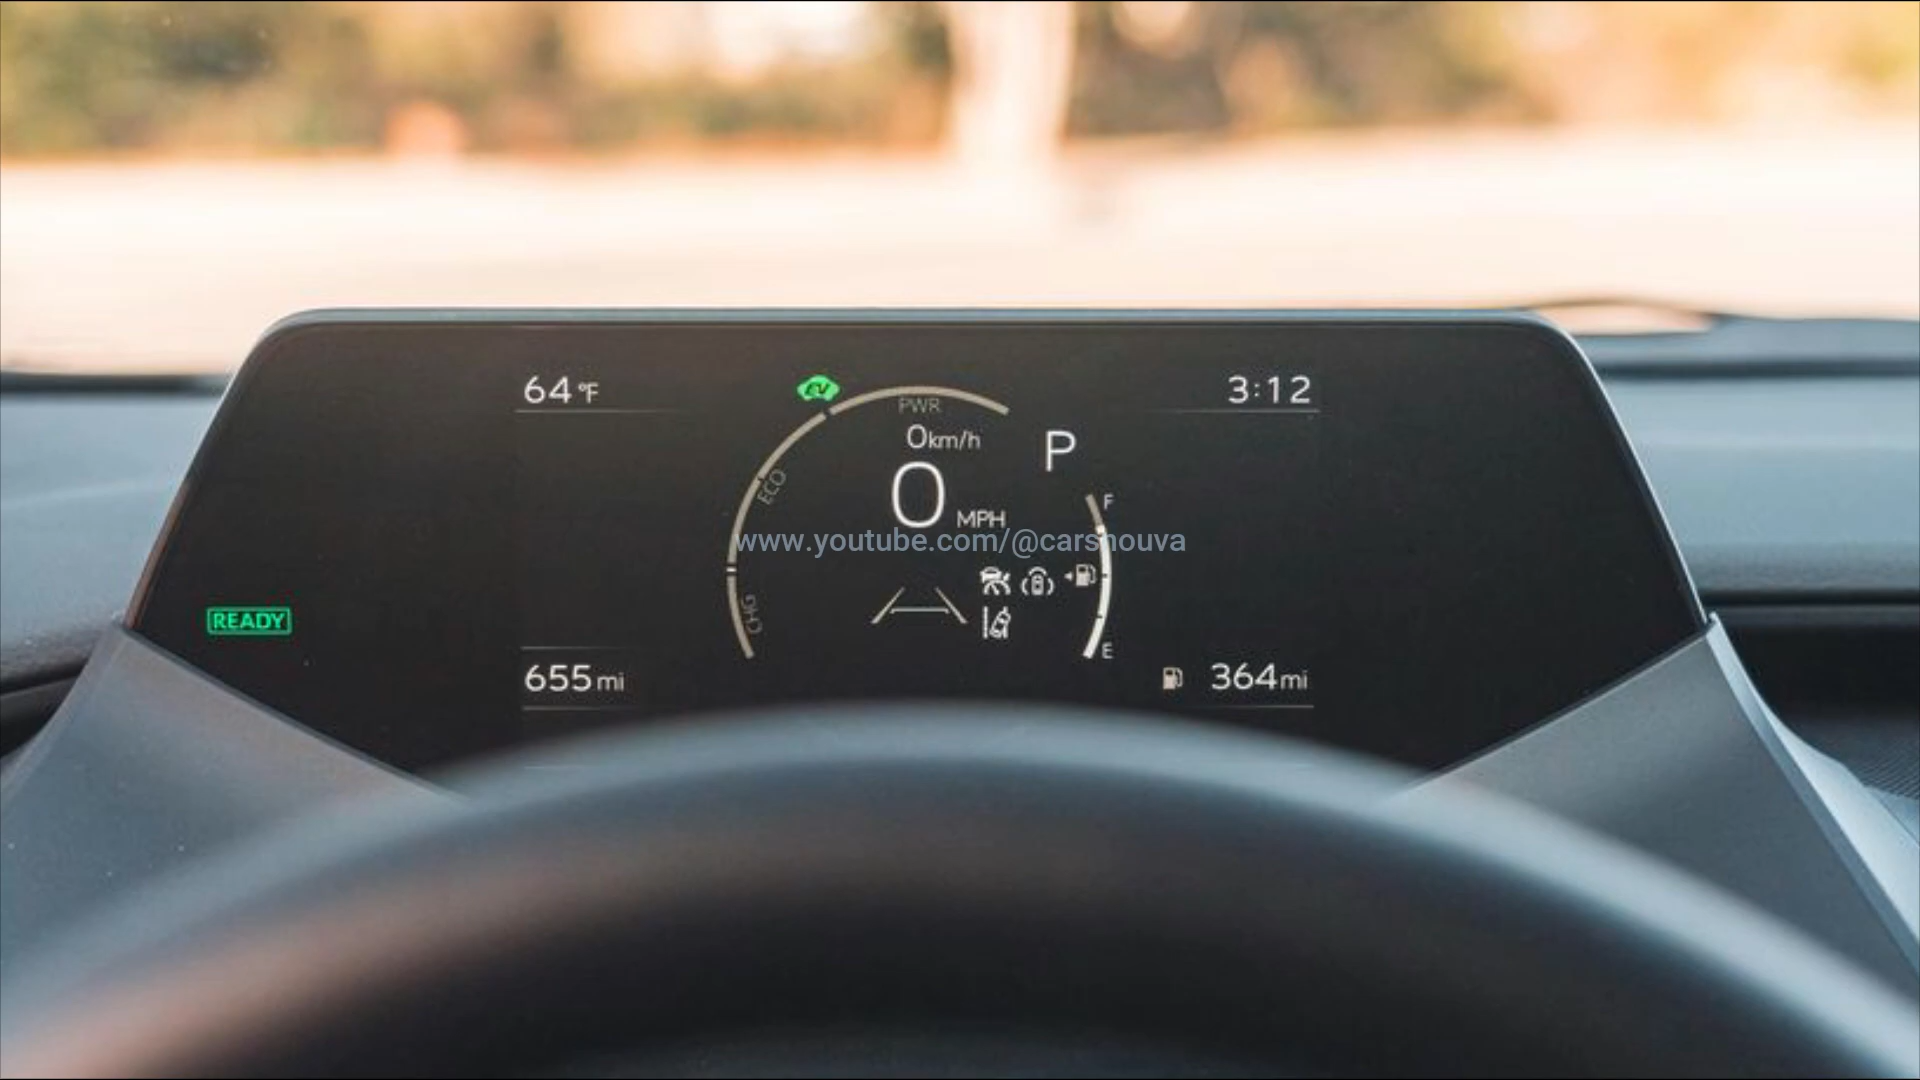 64°F
EV
3:12
PWR
0km/h
P
ECO
0 MPH
F
www.youtube.com/@carsnouva
CHG
READY
E
655mi
364mi